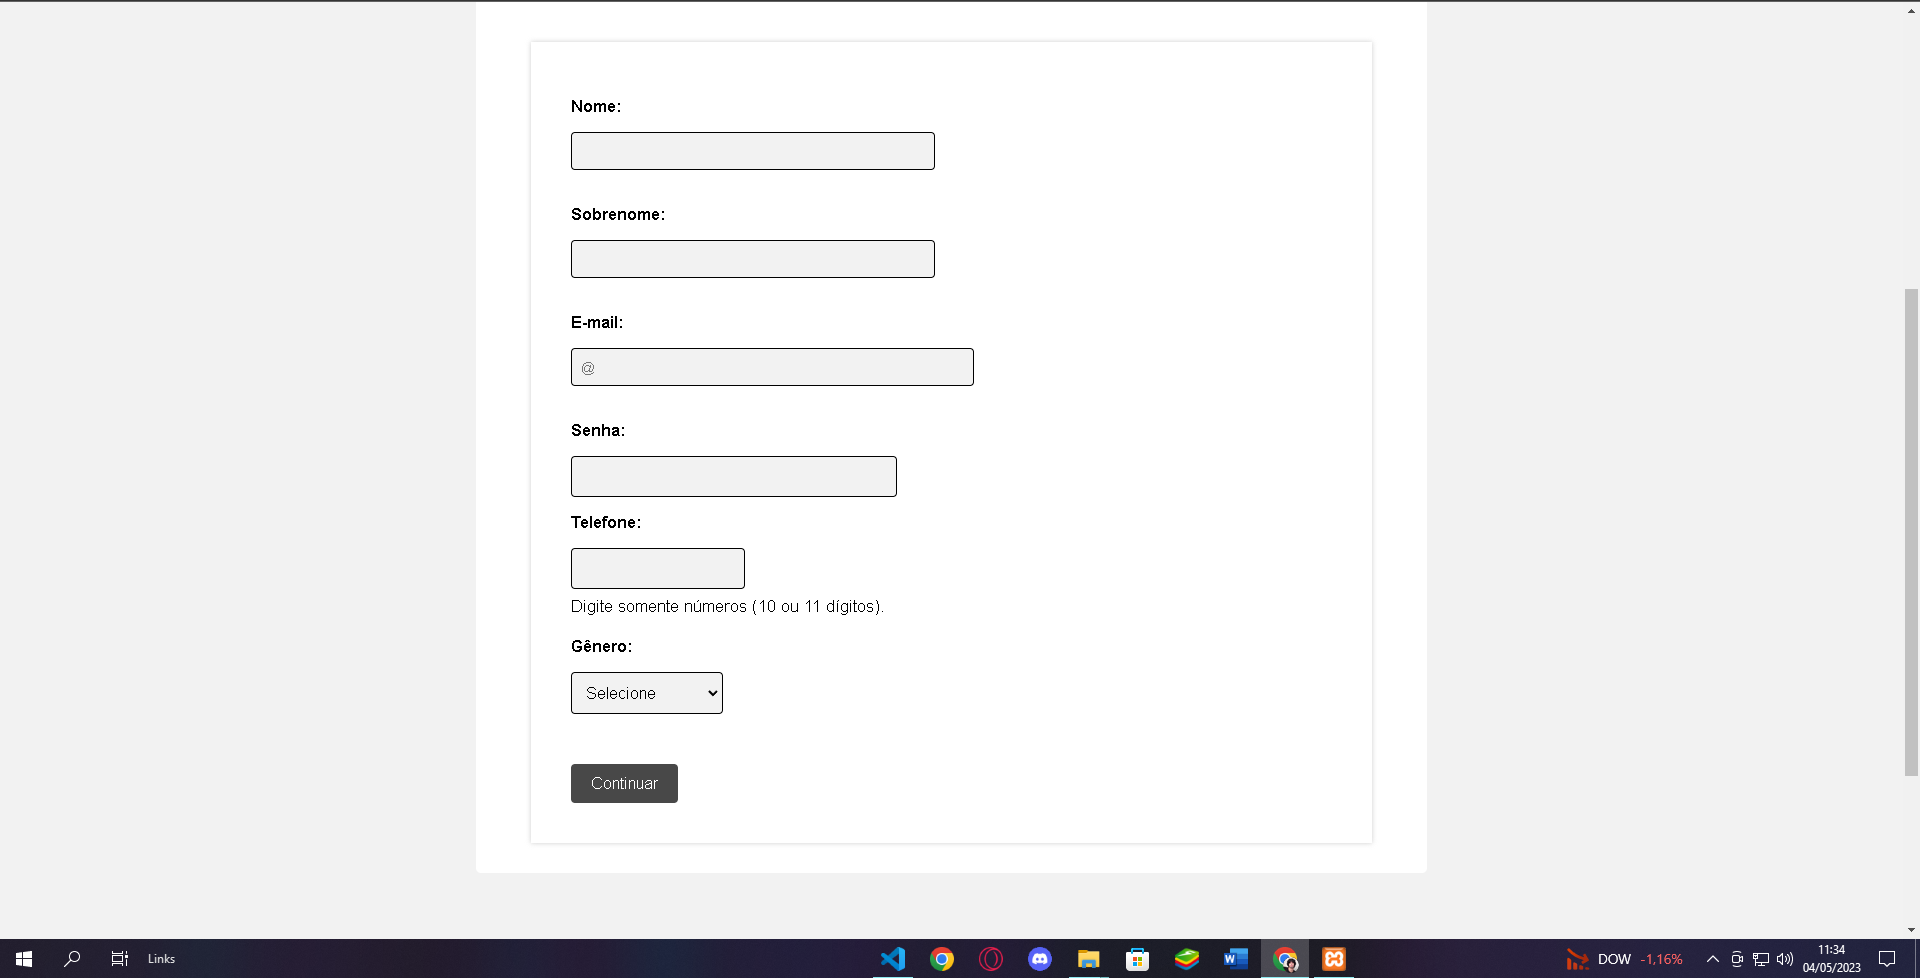 Nome:
Sobrenome:
E-mail:
@
Senha:
Telefone:
Digite somente números (10 ou 11 dígitos).
Gênero:
Selecione
Continuar
Links
DOW -1,16%
11:34
04/05/2023